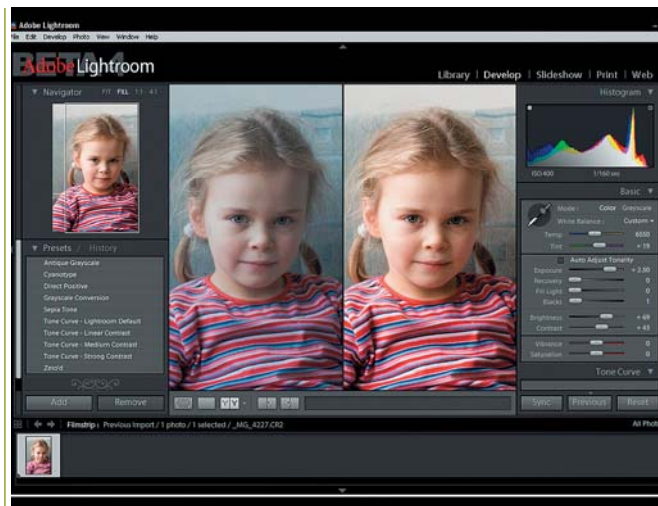 Adobe Lightroom
File Edit Develop Photo View Window Help
BETA4
Adobe Lightroom
Library | Develop | Slideshow | Print | Web
Navigator FIT FILL 1:1 4:1
Histogram
ISO 400 1/160 sec
Basic
Mode: Color Grayscale
White Balance: Custom
Temp 6550
Tint + 19
Auto Adjust Tonality
Exposure + 2.50
Recovery 0
Fill Light 0
Blacks 1
Brightness + 69
Contrast + 43
Vibrance 0
Saturation 0
Tone Curve
Presets / History
Antique Grayscale
Cyanotype
Direct Positive
Grayscale Conversion
Sepia Tone
Tone Curve - Lightroom Default
Tone Curve - Linear Contrast
Tone Curve - Medium Contrast
Tone Curve - Strong Contrast
Zeroïd
Add Remove
Y Y
Sync Previous Reset
Filmstrip: Previous Import / 1 photo / 1 selected / _MG_4227.CR2
All Phot